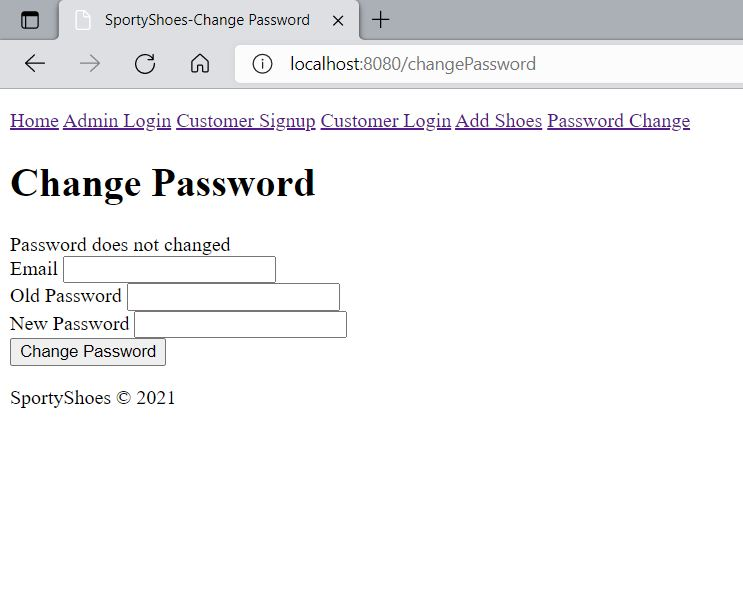 SportyShoes-Change Password
localhost:8080/changePassword
Home Admin Login Customer Signup Customer Login Add Shoes Password Change
Change Password
Password does not changed
Email
Old Password
New Password
Change Password
SportyShoes © 2021